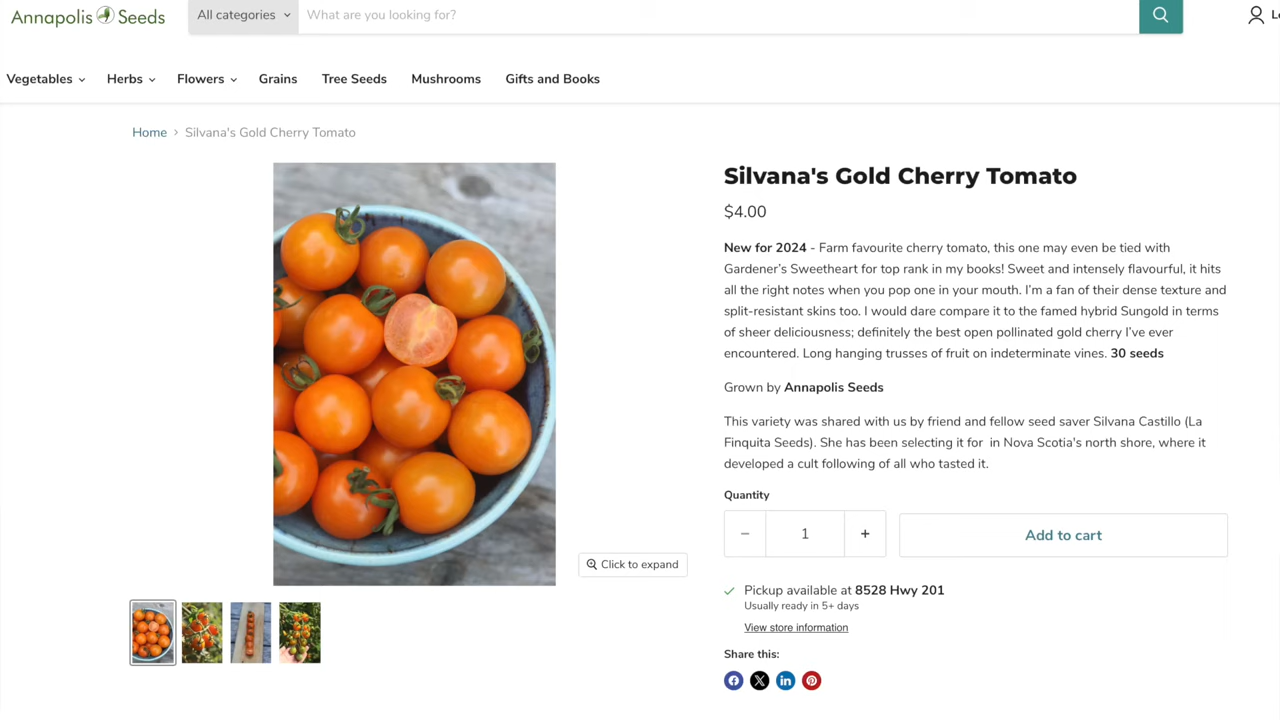 Annapolis Seeds
All categories
What are you looking for?
Vegetables
Herbs
Flowers
Grains
Tree Seeds
Mushrooms
Gifts and Books
Home > Silvana's Gold Cherry Tomato
Silvana's Gold Cherry Tomato
$4.00
New for 2024 - Farm favourite cherry tomato, this one may even be tied with
Gardener's Sweetheart for top rank in my books! Sweet and intensely flavourful, it hits
all the right notes when you pop one in your mouth. I'm a fan of their dense texture and
split-resistant skins too. I would dare compare it to the famed hybrid Sungold in terms
of sheer deliciousness; definitely the best open pollinated gold cherry I've ever
encountered. Long hanging trusses of fruit on indeterminate vines. 30 seeds
Grown by Annapolis Seeds
This variety was shared with us by friend and fellow seed saver Silvana Castillo (La
Finquita Seeds). She has been selecting it for in Nova Scotia's north shore, where it
developed a cult following of all who tasted it.
Quantity
− 1 +
Add to cart
Click to expand
Pickup available at 8528 Hwy 201
Usually ready in 5+ days
View store information
Share this: